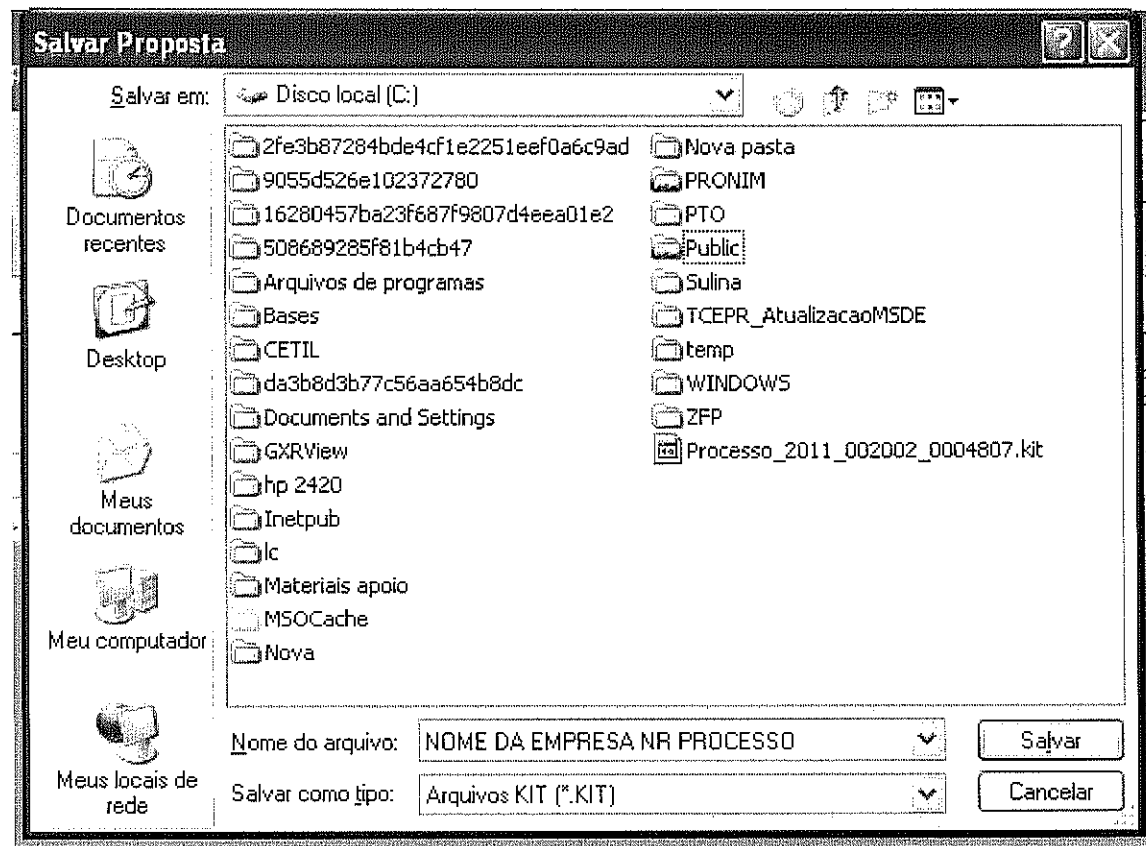 Salvar Proposta
Salvar em:
Disco local (C:)
Documentos
recentes
Desktop
Meus
documentos
Meu computador
Meus locais de
rede
2fe3b87284bde4cf1e2251eef0a6c9ad
9055d526e102372780
16280457ba23f687f9807d4eea01e2
508689285f81b4cb47
Arquivos de programas
Bases
CETIL
da3b8d3b77c56aa654b8dc
Documents and Settings
GXRView
hp 2420
Inetpub
lc
Materiais apoio
MSOCache
Nova
Nova pasta
PRONIM
PTO
Public
Sulina
TCEPR_AtualizacaoMSDE
temp
WINDOWS
ZFP
Processo_2011_002002_0004807.kit
Nome do arquivo:
NOME DA EMPRESA NR PROCESSO
Salvar
Salvar como tipo:
Arquivos KIT (*.KIT)
Cancelar